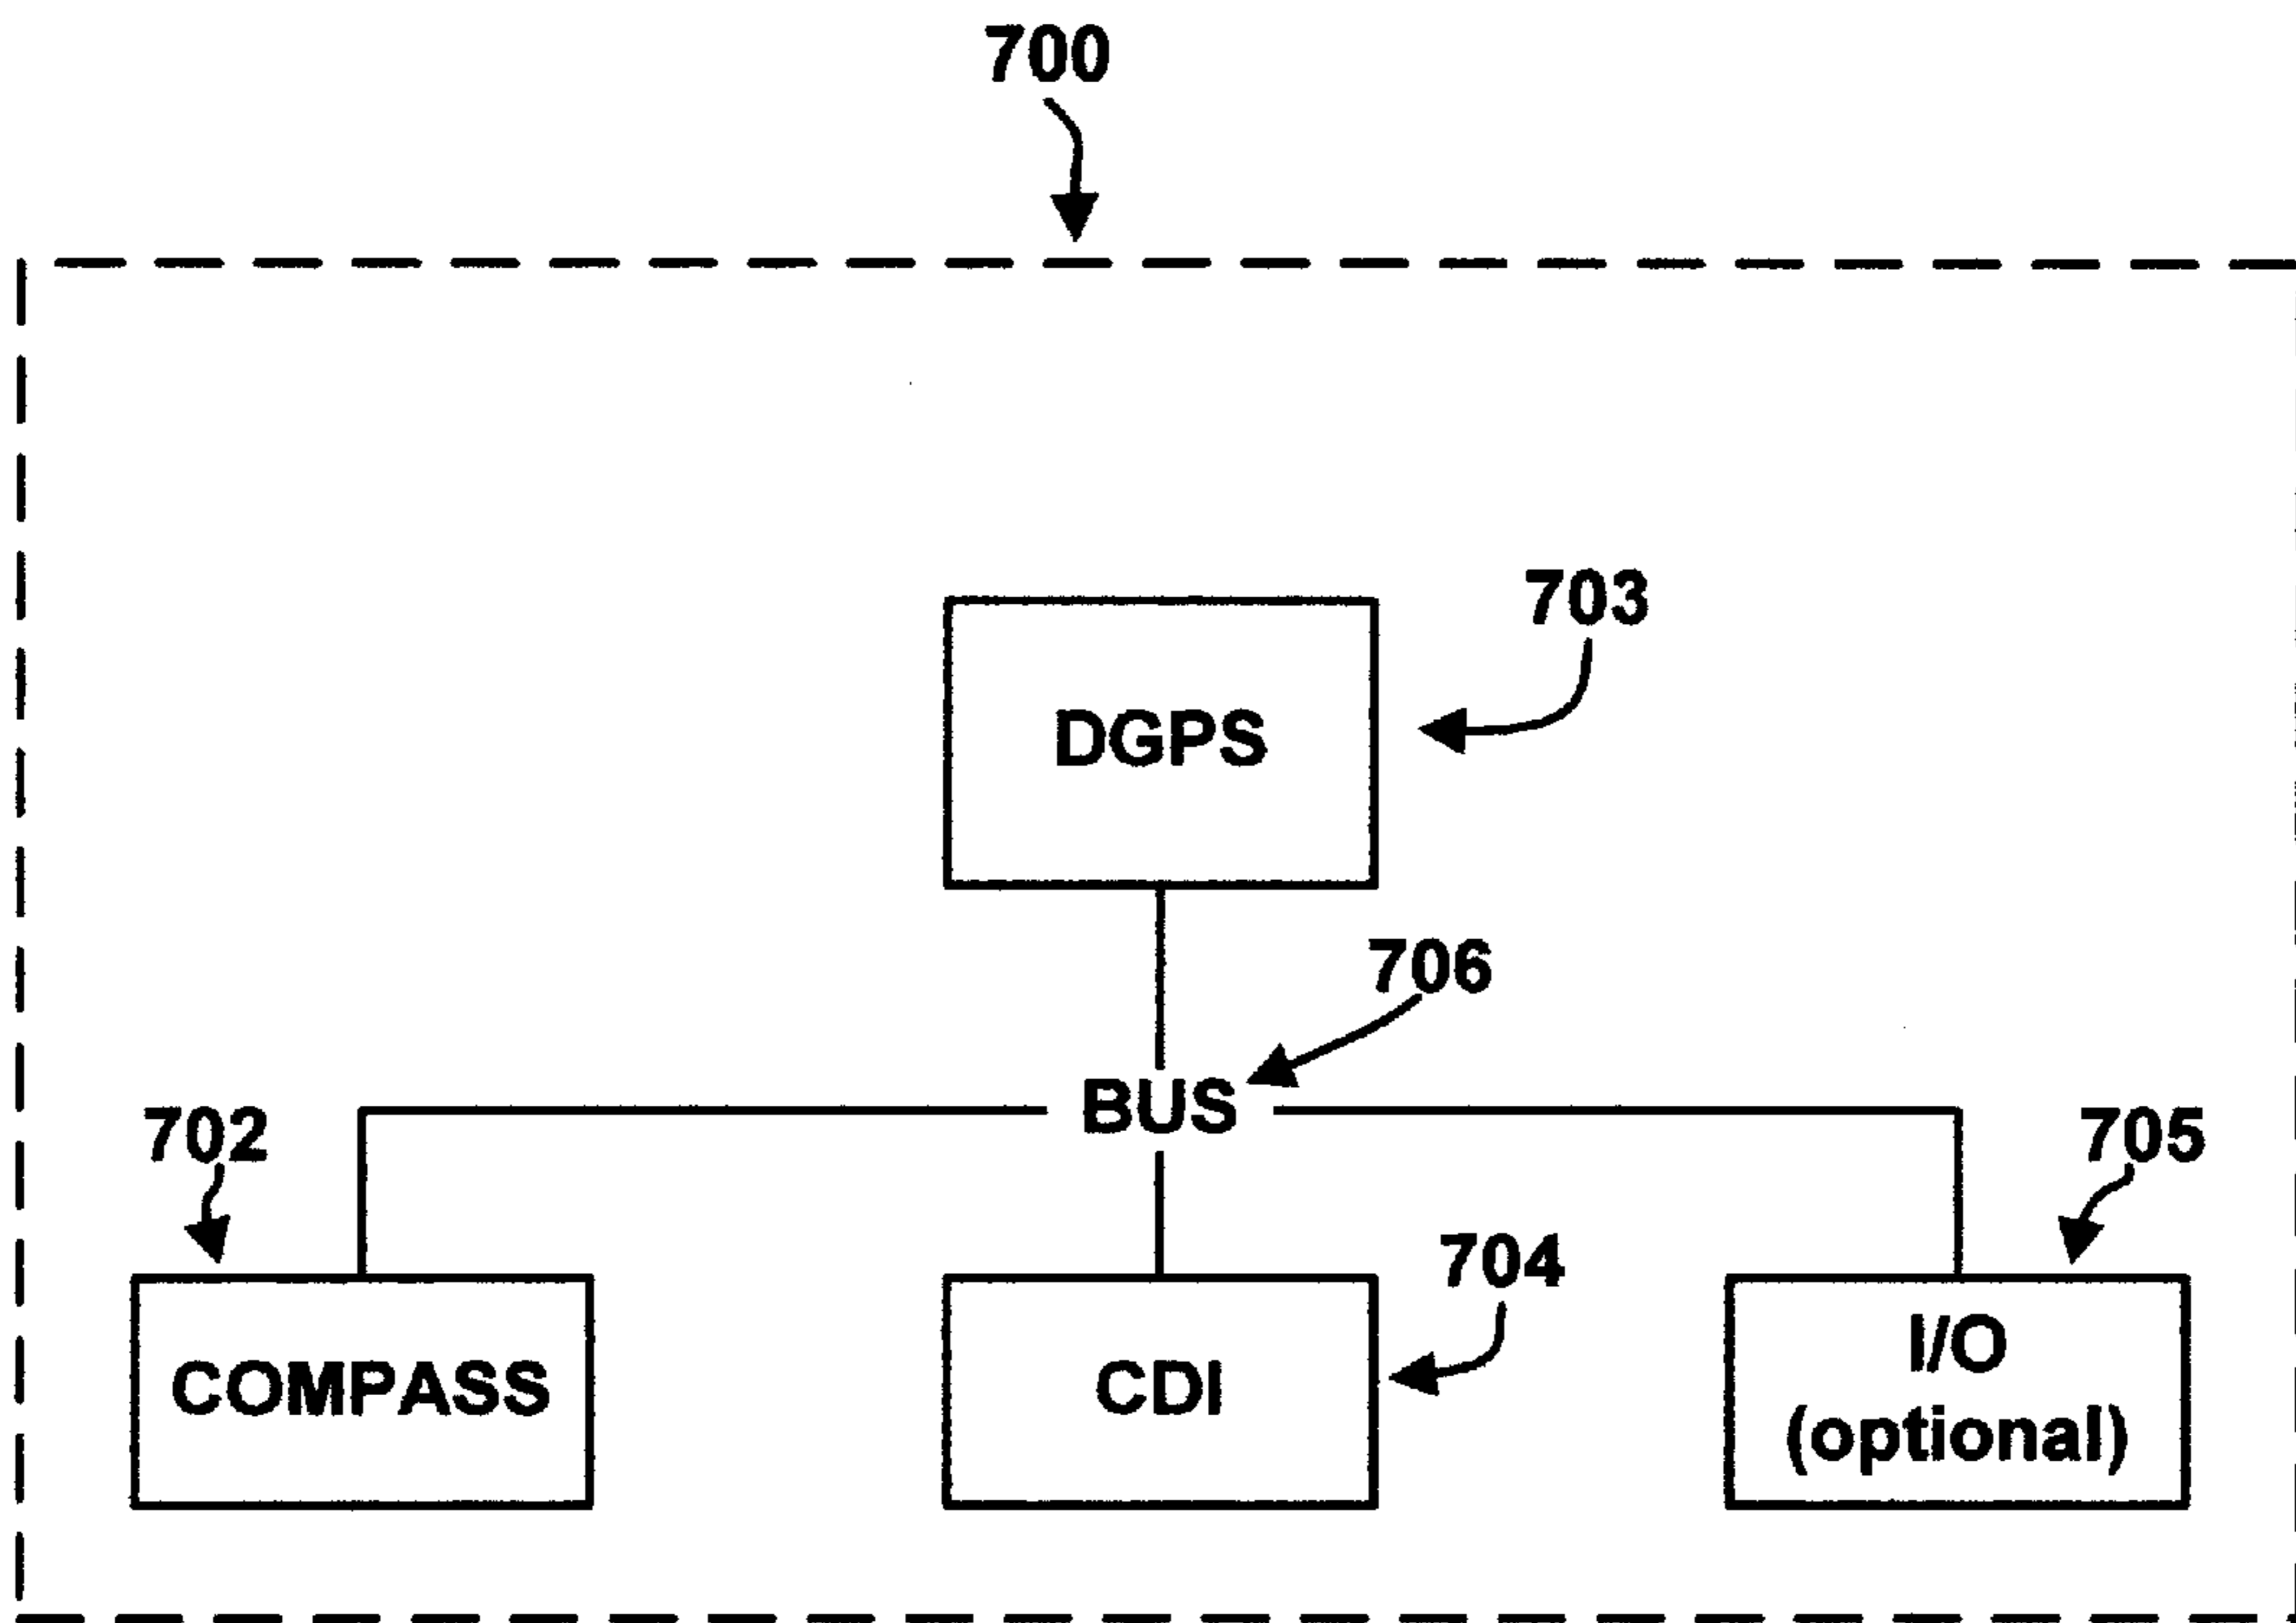 700
703
DGPS
706
BUS
702
705
704
COMPASS
CDI
I/O
(optional)